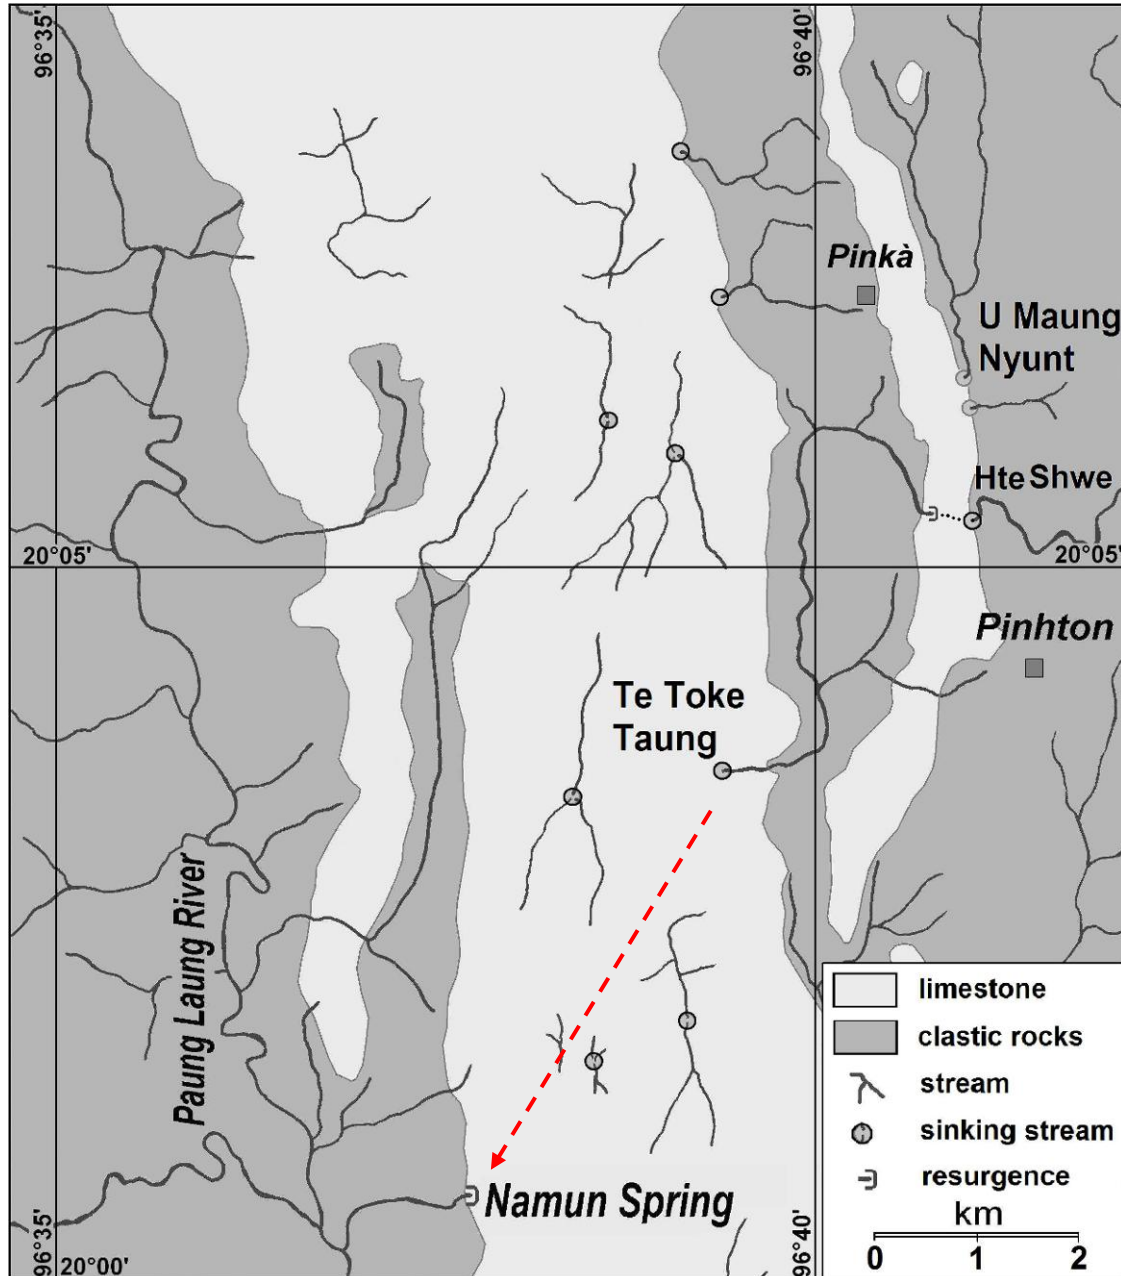 96°35'
96°40'
Pinkà
U Maung
Nyunt
Hte Shwe
20°05'
20°05'
Pinhton
Te Toke
Taung
Paung Laung River
limestone
clastic rocks
stream
sinking stream
resurgence
Namun Spring
km
0 1 2
96°35'
20°00'
96°40'